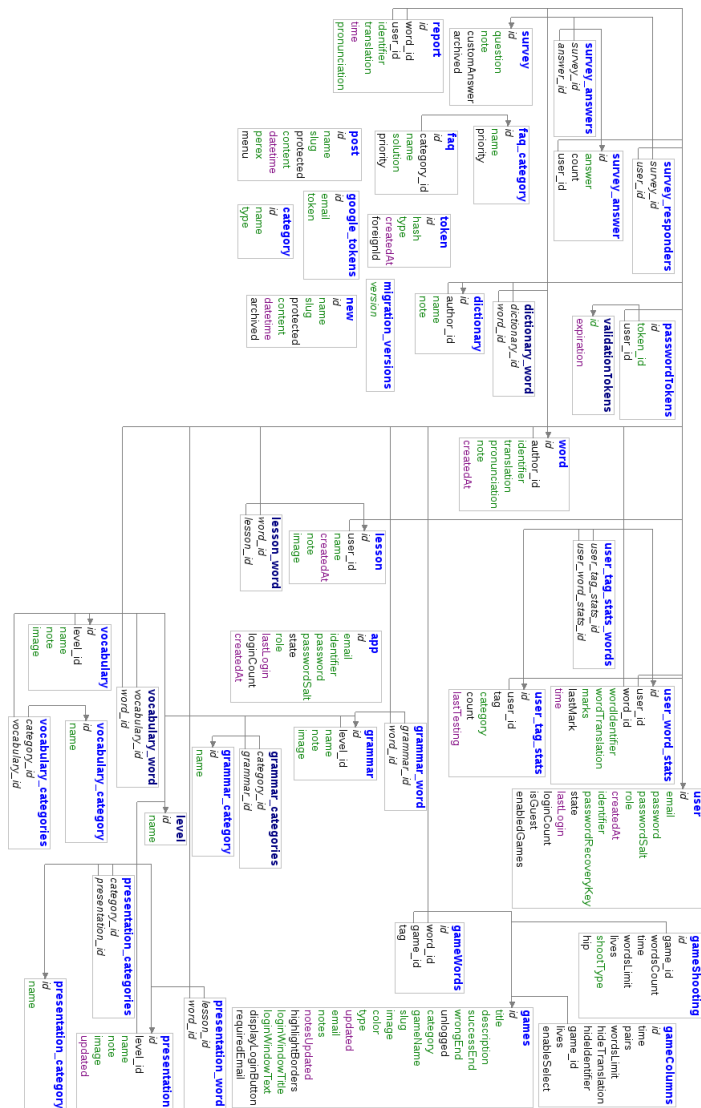 survey_responders
survey_id
user_id
passwordTokens
id
token_id
user_id
user
id
email
password
passwordSalt
role
createdAt
identifier
passwordRecoveryKey
state
lastLogin
loginCount
isGuest
enabledGames
gameShooting
id
game_id
wordsCount
time
wordsLimit
lives
shootType
hip
gameColumns
id
time
pairs
wordsLimit
hideTranslation
hideIdentifier
game_id
lives
enableSelect
user_word_stats
id
user_id
word_id
wordIdentifier
wordTranslation
marks
lastMark
time
survey_answer
id
answer
count
user_id
validationTokens
id
expiration
user_tag_stats_words
user_tag_stats_id
user_word_stats_id
survey_answers
survey_id
answer_id
word
id
author_id
identifier
translation
pronunciation
note
createdAt
user_tag_stats
id
user_id
tag
category
count
lastTesting
survey
id
question
note
customAnswer
archived
faq_category
id
name
priority
dictionary_word
dictionary_id
word_id
games
id
title
description
successEnd
wrongEnd
unlogged
category
gameName
slug
image
color
type
updated
email
notes
notesUpdated
highlightBorders
loginWindowTitle
loginWindowText
displayLoginButton
requiredEmail
dictionary
id
author_id
name
note
gameWords
id
word_id
game_id
tag
faq
id
category_id
name
solution
priority
token
id
hash
type
createdAt
foreignId
report
id
word_id
user_id
identifier
translation
time
pronunciation
grammar_word
grammar_id
word_id
migration_versions
version
lesson
id
user_id
name
createdAt
note
image
app
id
email
identifier
password
passwordSalt
state
role
lastLogin
loginCount
createdAt
grammar
id
level_id
name
note
image
post
id
name
slug
protected
content
datetime
perex
menu
google_tokens
id
email
token
new
id
name
slug
protected
content
datetime
archived
category
id
name
type
lesson_word
word_id
lesson_id
grammar_categories
category_id
grammar_id
grammar_category
id
name
presentation_word
lesson_id
word_id
level
id
name
vocabulary_word
vocabulary_id
word_id
presentation
id
level_id
name
note
image
updated
vocabulary_category
id
name
presentation_categories
category_id
presentation_id
vocabulary
id
level_id
name
note
image
vocabulary_categories
category_id
vocabulary_id
presentation_category
id
name